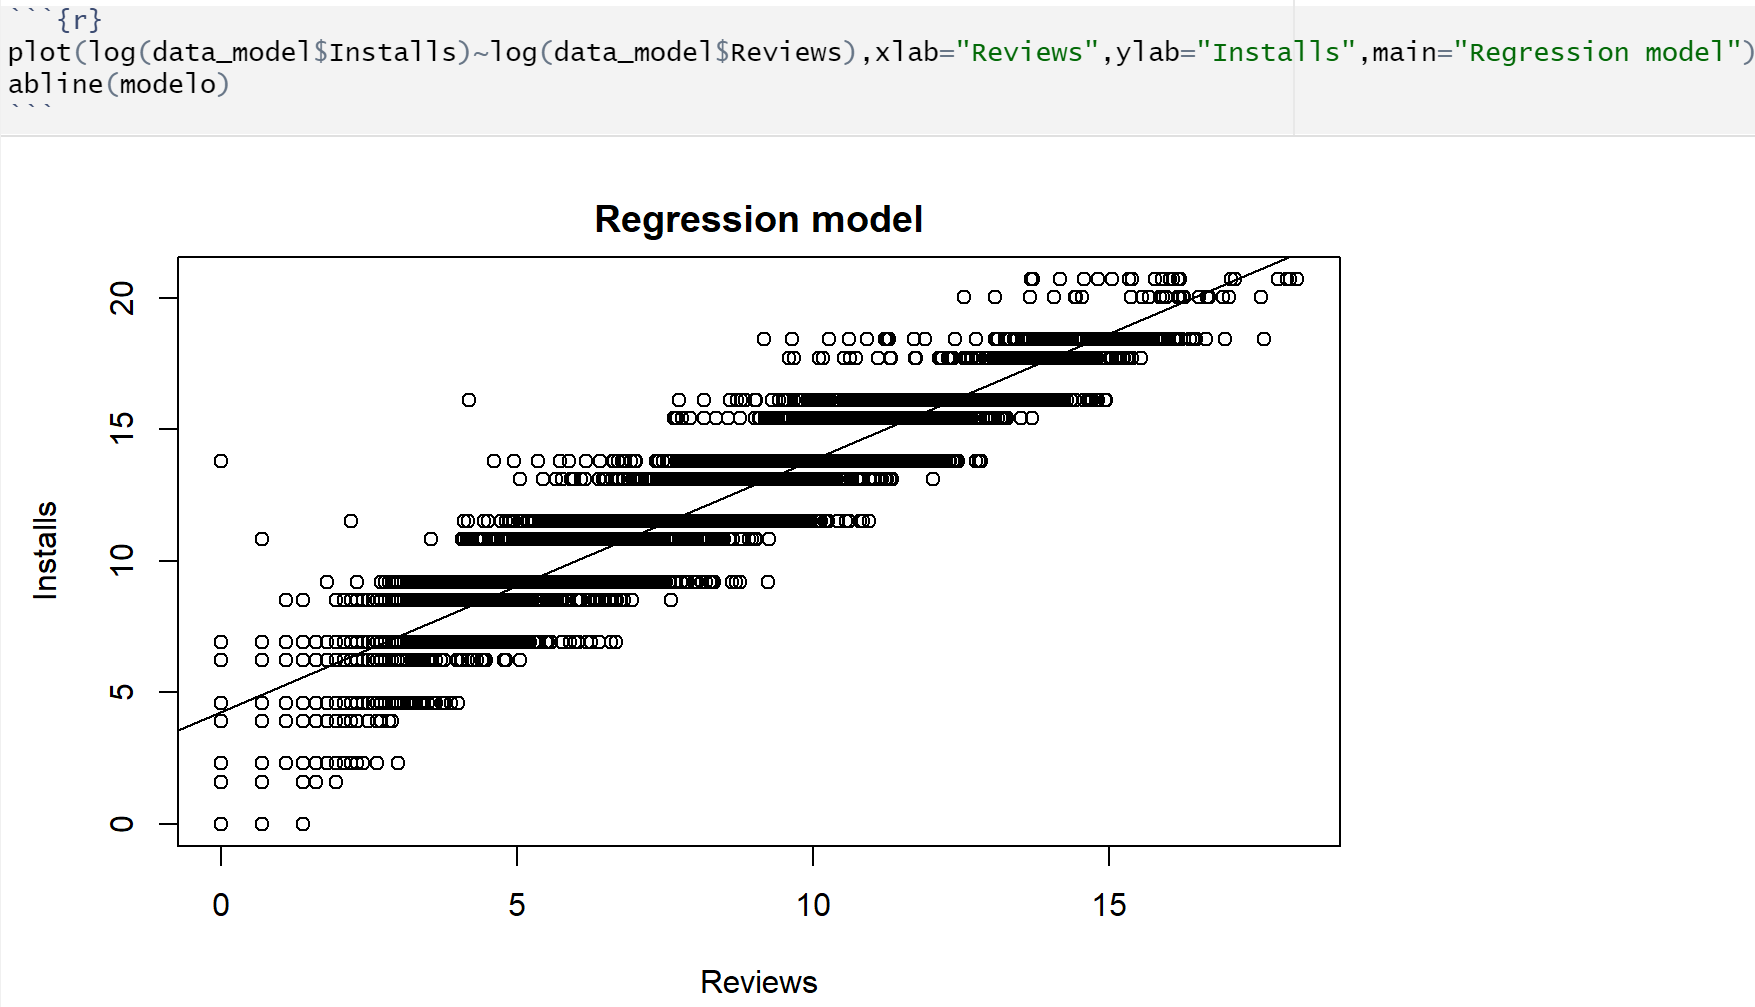 ```{r}
plot(log(data_model$Installs)~log(data_model$Reviews),xlab="Reviews",ylab="Installs",main="Regression model")
abline(modelo)
```
Regression model
Installs
20
15
10
5
0
0 5 10 15
Reviews